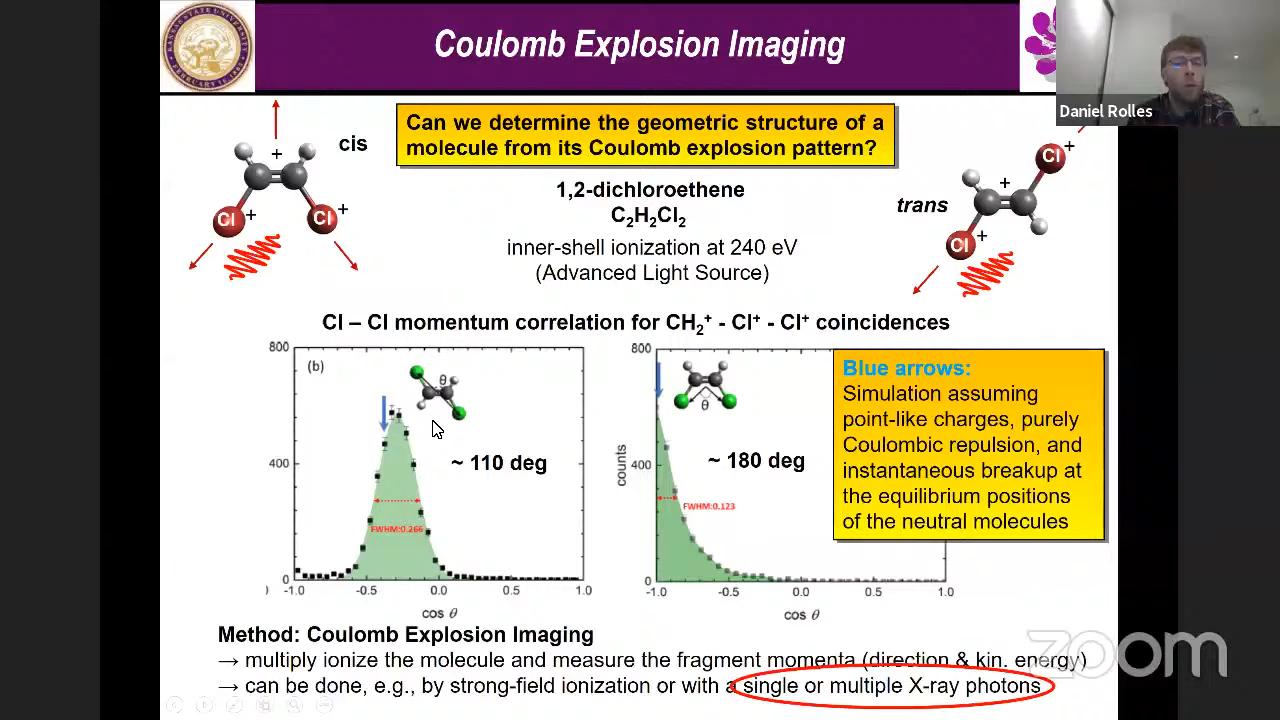 Coulomb Explosion Imaging
KANSAS STATE UNIVERSITY
FEBRUARY 16, 1863
Daniel Rolles
Can we determine the geometric structure of a
molecule from its Coulomb explosion pattern?
cis
+
Cl +
Cl +
1,2-dichloroethene
C₂H₂Cl₂
inner-shell ionization at 240 eV
(Advanced Light Source)
trans
+
Cl +
Cl +
Cl – Cl momentum correlation for CH₂⁺ - Cl⁺ - Cl⁺ coincidences
800
400
0
(b)
θ
~ 110 deg
FWHM:0.266
-1.0 -0.5 0.0 0.5 1.0
cos θ
800
400
0
counts
θ
~ 180 deg
FWHM:0.123
-1.0 -0.5 0.0 0.5 1.0
cos θ
Blue arrows:
Simulation assuming
point-like charges, purely
Coulombic repulsion, and
instantaneous breakup at
the equilibrium positions
of the neutral molecules
Method: Coulomb Explosion Imaging
→ multiply ionize the molecule and measure the fragment momenta (direction & kin. energy)
→ can be done, e.g., by strong-field ionization or with a single or multiple X-ray photons
zoom